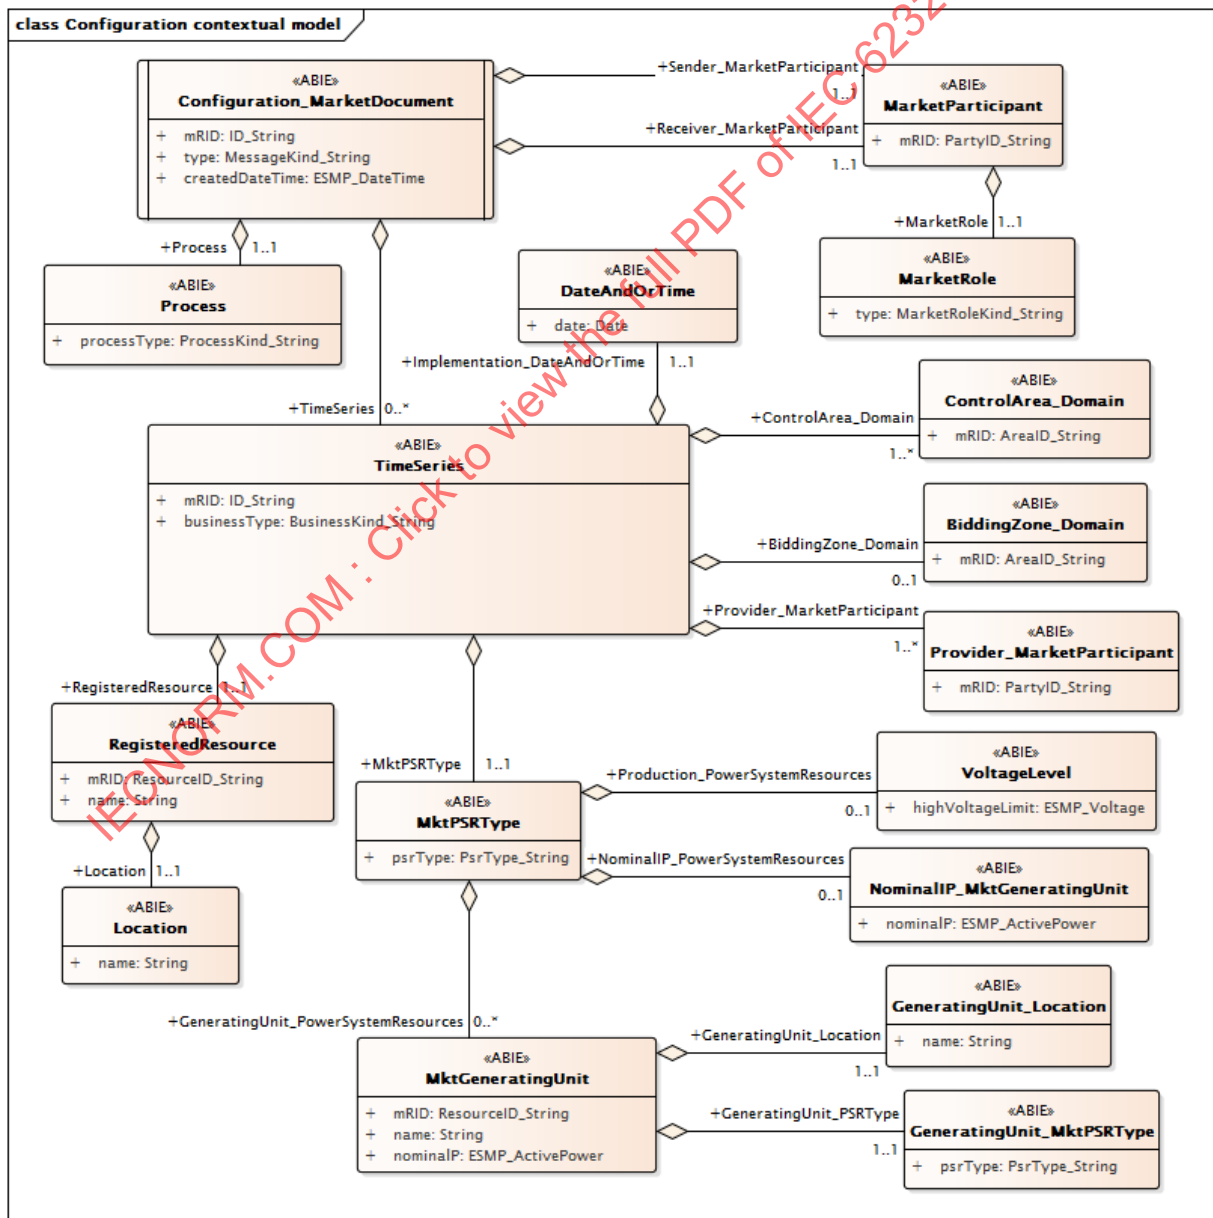 class Configuration contextual model
«ABIE»
Configuration_MarketDocument
+ mRID: ID_String
+ type: MessageKind_String
+ createdDateTime: ESMP_DateTime
+Sender_MarketParticipant
1..1
+Receiver_MarketParticipant
1..1
«ABIE»
MarketParticipant
+ mRID: PartyID_String
+MarketRole 1..1
«ABIE»
MarketRole
+ type: MarketRoleKind_String
+Process 1..1
«ABIE»
Process
+ processType: ProcessKind_String
«ABIE»
DateAndOrTime
+ date: Date
+Implementation_DateAndOrTime 1..1
+TimeSeries 0..*
«ABIE»
TimeSeries
+ mRID: ID_String
+ businessType: BusinessKind_String
+ControlArea_Domain
1..*
«ABIE»
ControlArea_Domain
+ mRID: AreaID_String
+BiddingZone_Domain
0..1
«ABIE»
BiddingZone_Domain
+ mRID: AreaID_String
+Provider_MarketParticipant
1..*
«ABIE»
Provider_MarketParticipant
+ mRID: PartyID_String
+RegisteredResource 1..1
«ABIE»
RegisteredResource
+ mRID: ResourceID_String
+ name: String
+Location 1..1
«ABIE»
Location
+ name: String
+MktPSRType 1..1
«ABIE»
MktPSRType
+ psrType: PsrType_String
+Production_PowerSystemResources
0..1
«ABIE»
VoltageLevel
+ highVoltageLimit: ESMP_Voltage
+NominalIP_PowerSystemResources
0..1
«ABIE»
NominalIP_MktGeneratingUnit
+ nominalP: ESMP_ActivePower
+GeneratingUnit_PowerSystemResources 0..*
«ABIE»
MktGeneratingUnit
+ mRID: ResourceID_String
+ name: String
+ nominalP: ESMP_ActivePower
+GeneratingUnit_Location
1..1
«ABIE»
GeneratingUnit_Location
+ name: String
+GeneratingUnit_PSRType
1..1
«ABIE»
GeneratingUnit_MktPSRType
+ psrType: PsrType_String
IECNORM.COM : Click to view the full PDF of IEC 6232